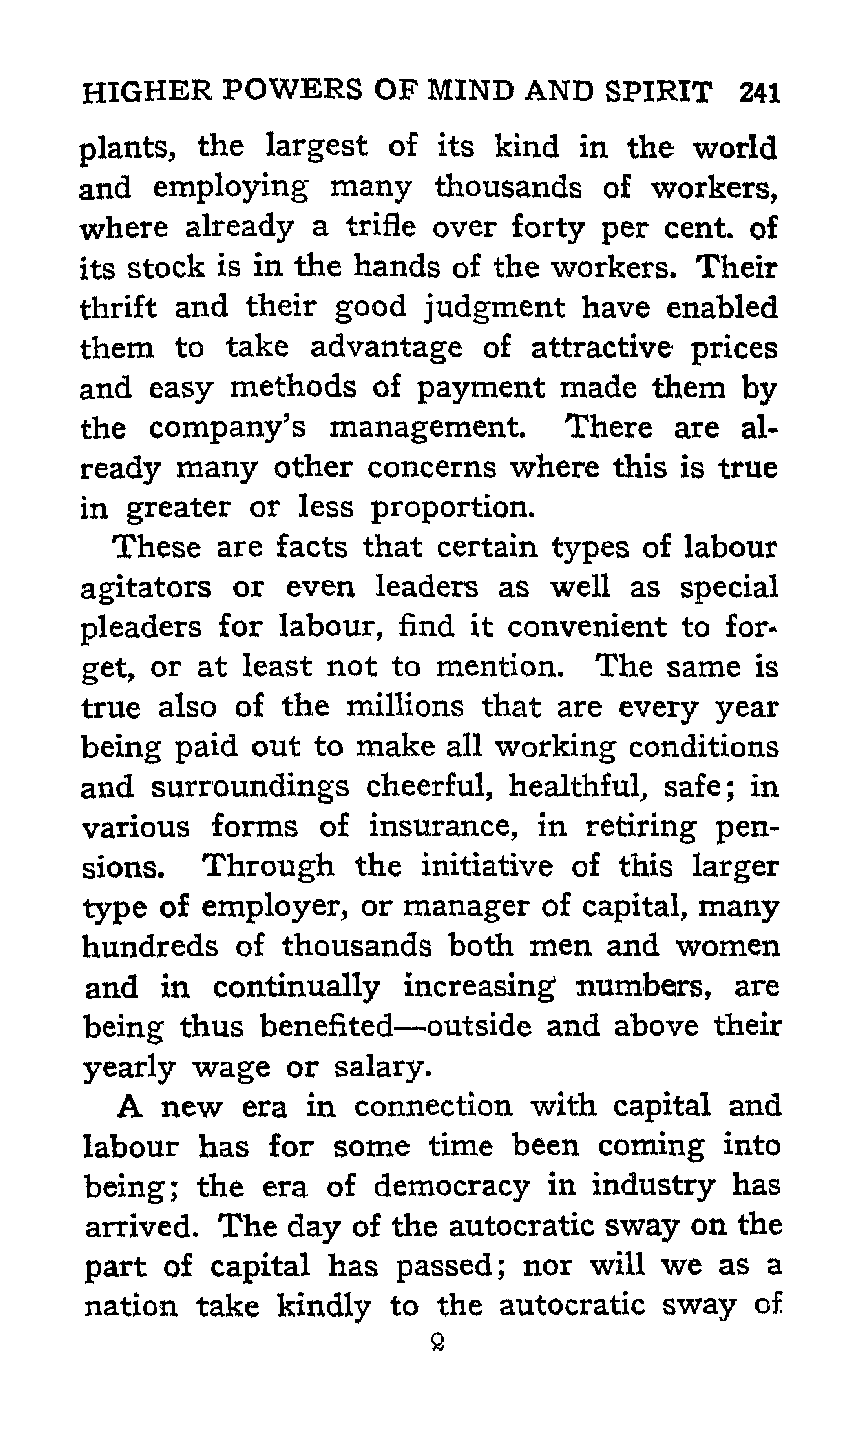 HIGHER POWERS OF MIND AND SPIRIT 241
plants, the largest of its kind in the world
and employing many thousands of workers,
where already a trifle over forty per cent. of
its stock is in the hands of the workers. Their
thrift and their good judgment have enabled
them to take advantage of attractive prices
and easy methods of payment made them by
the company's management. There are al-
ready many other concerns where this is true
in greater or less proportion.
These are facts that certain types of labour
agitators or even leaders as well as special
pleaders for labour, find it convenient to for-
get, or at least not to mention. The same is
true also of the millions that are every year
being paid out to make all working conditions
and surroundings cheerful, healthful, safe; in
various forms of insurance, in retiring pen-
sions. Through the initiative of this larger
type of employer, or manager of capital, many
hundreds of thousands both men and women
and in continually increasing numbers, are
being thus benefited—outside and above their
yearly wage or salary.
A new era in connection with capital and
labour has for some time been coming into
being; the era of democracy in industry has
arrived. The day of the autocratic sway on the
part of capital has passed; nor will we as a
nation take kindly to the autocratic sway of